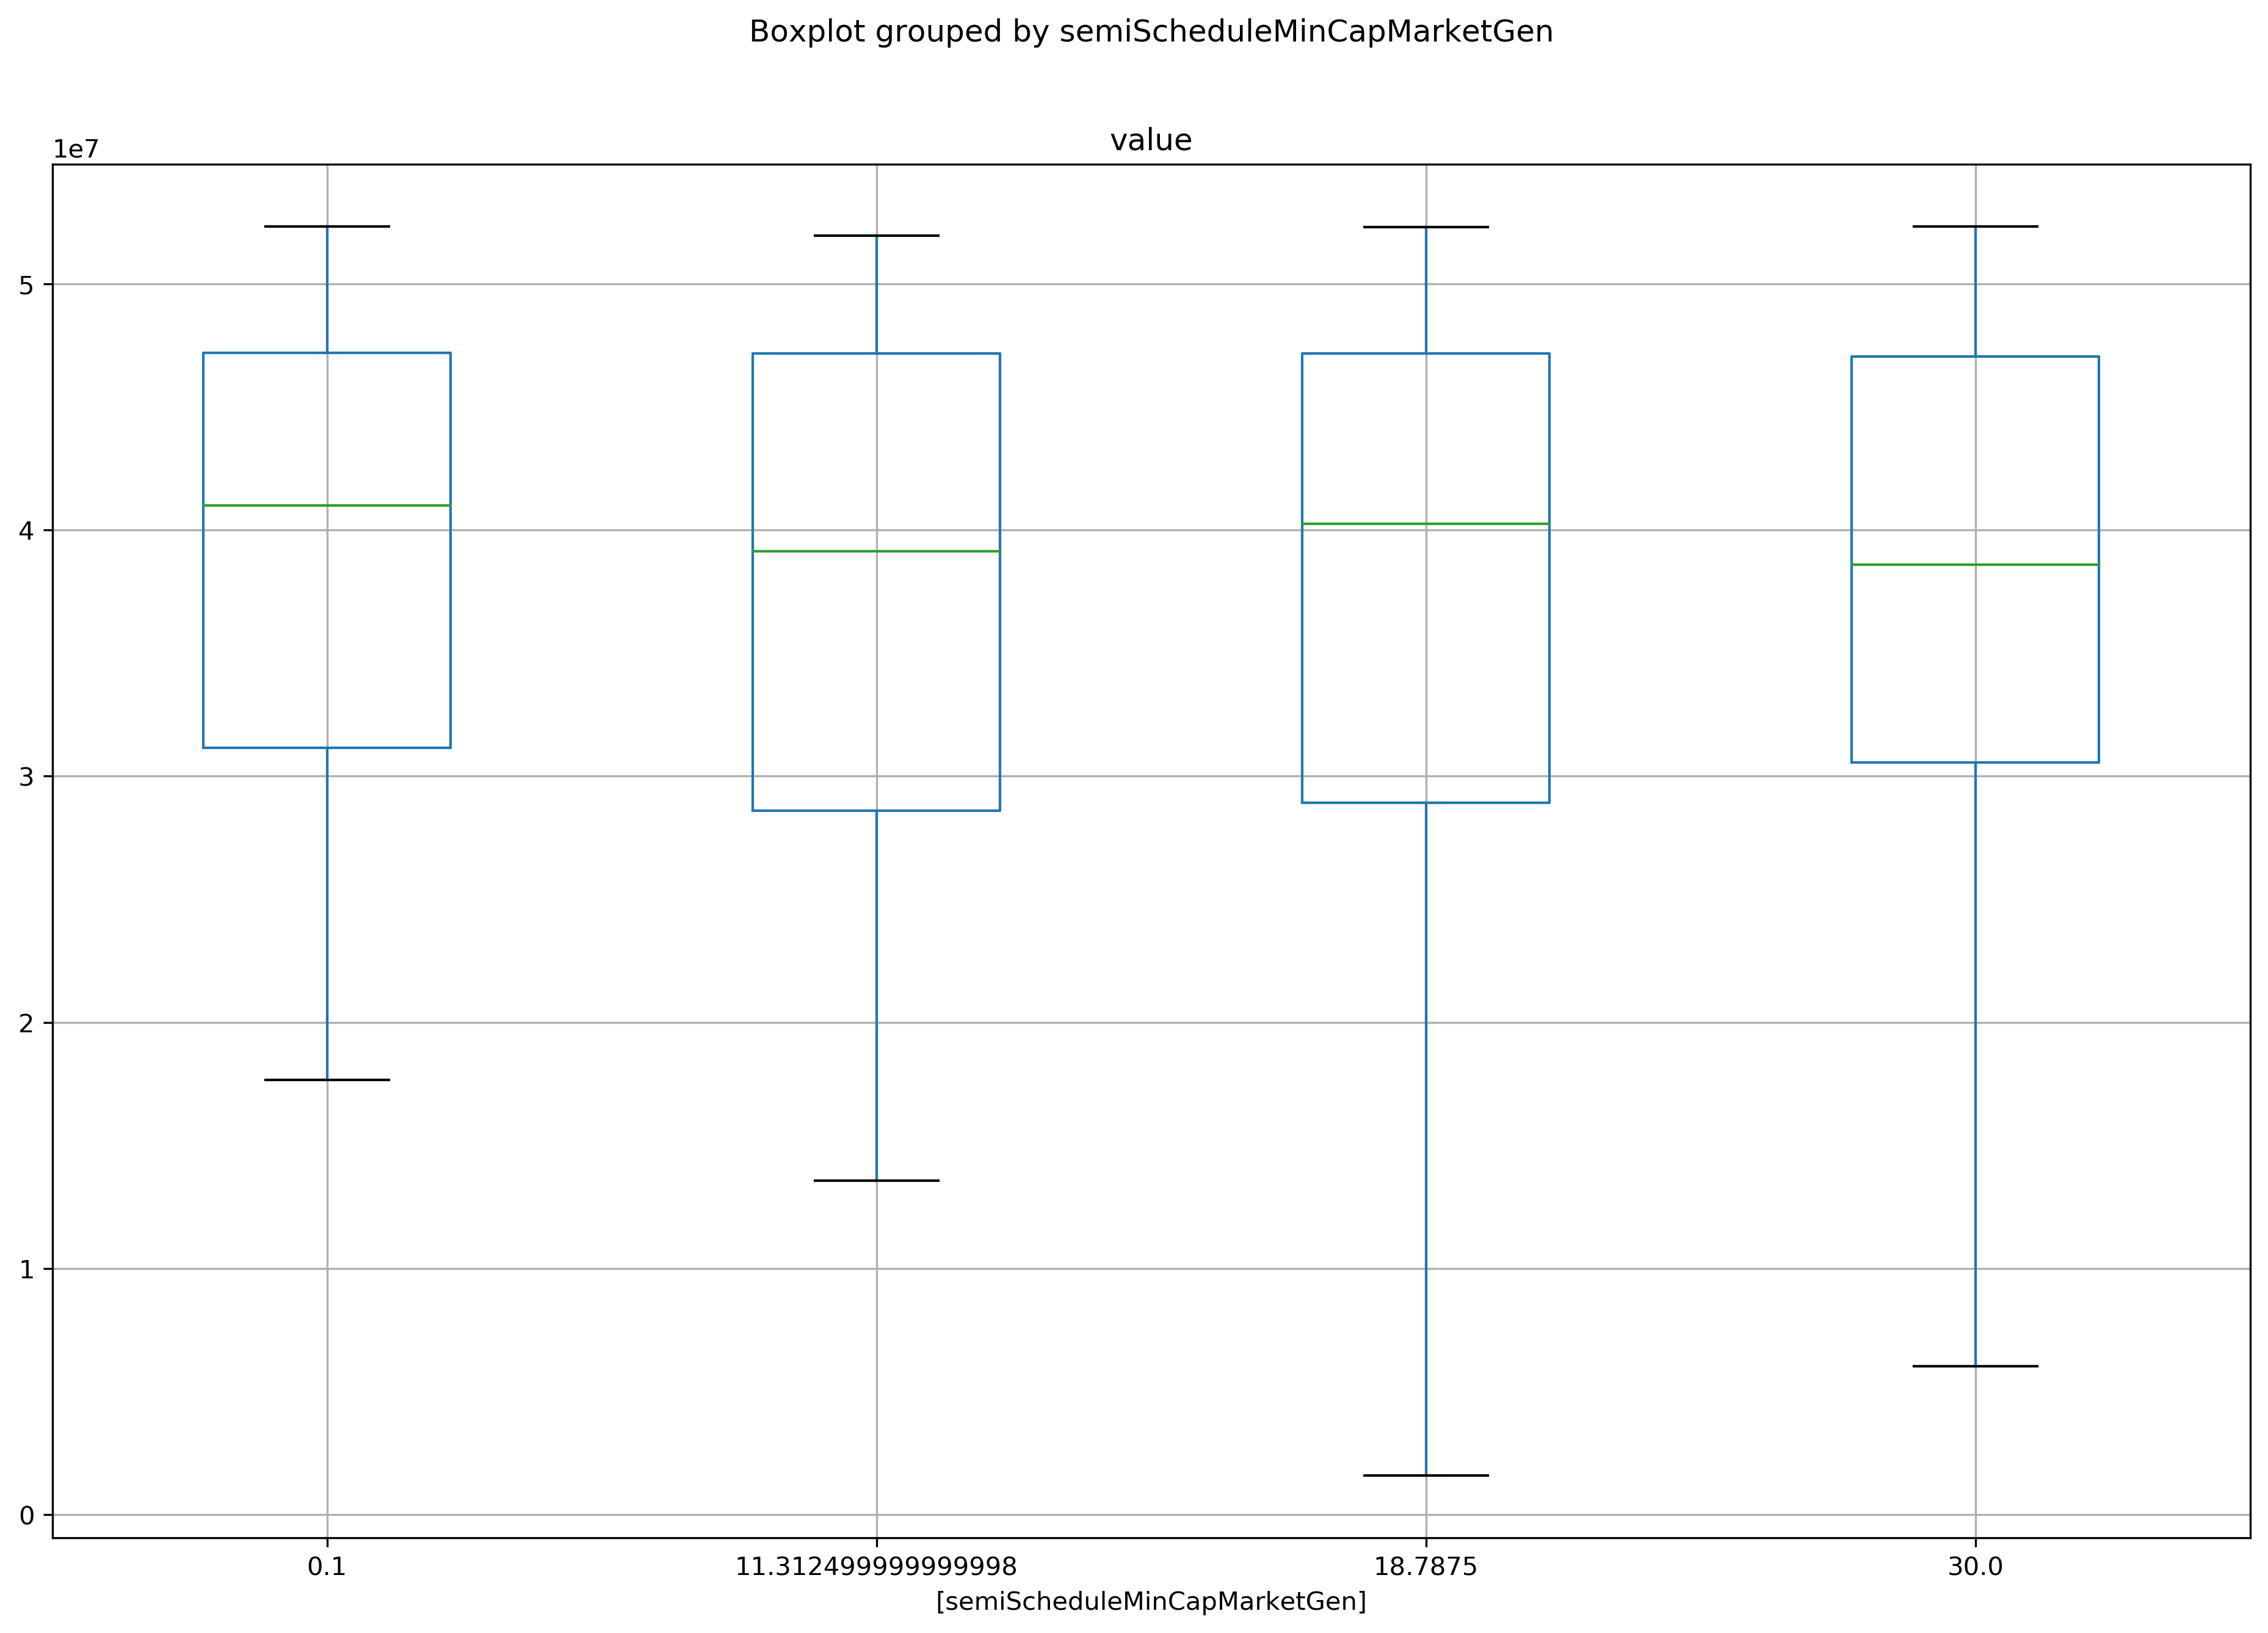 Boxplot grouped by semiScheduleMinCapMarketGen
value
1e7
5
4
3
2
1
0
0.1 11.312499999999998 18.7875 30.0
[semiScheduleMinCapMarketGen]